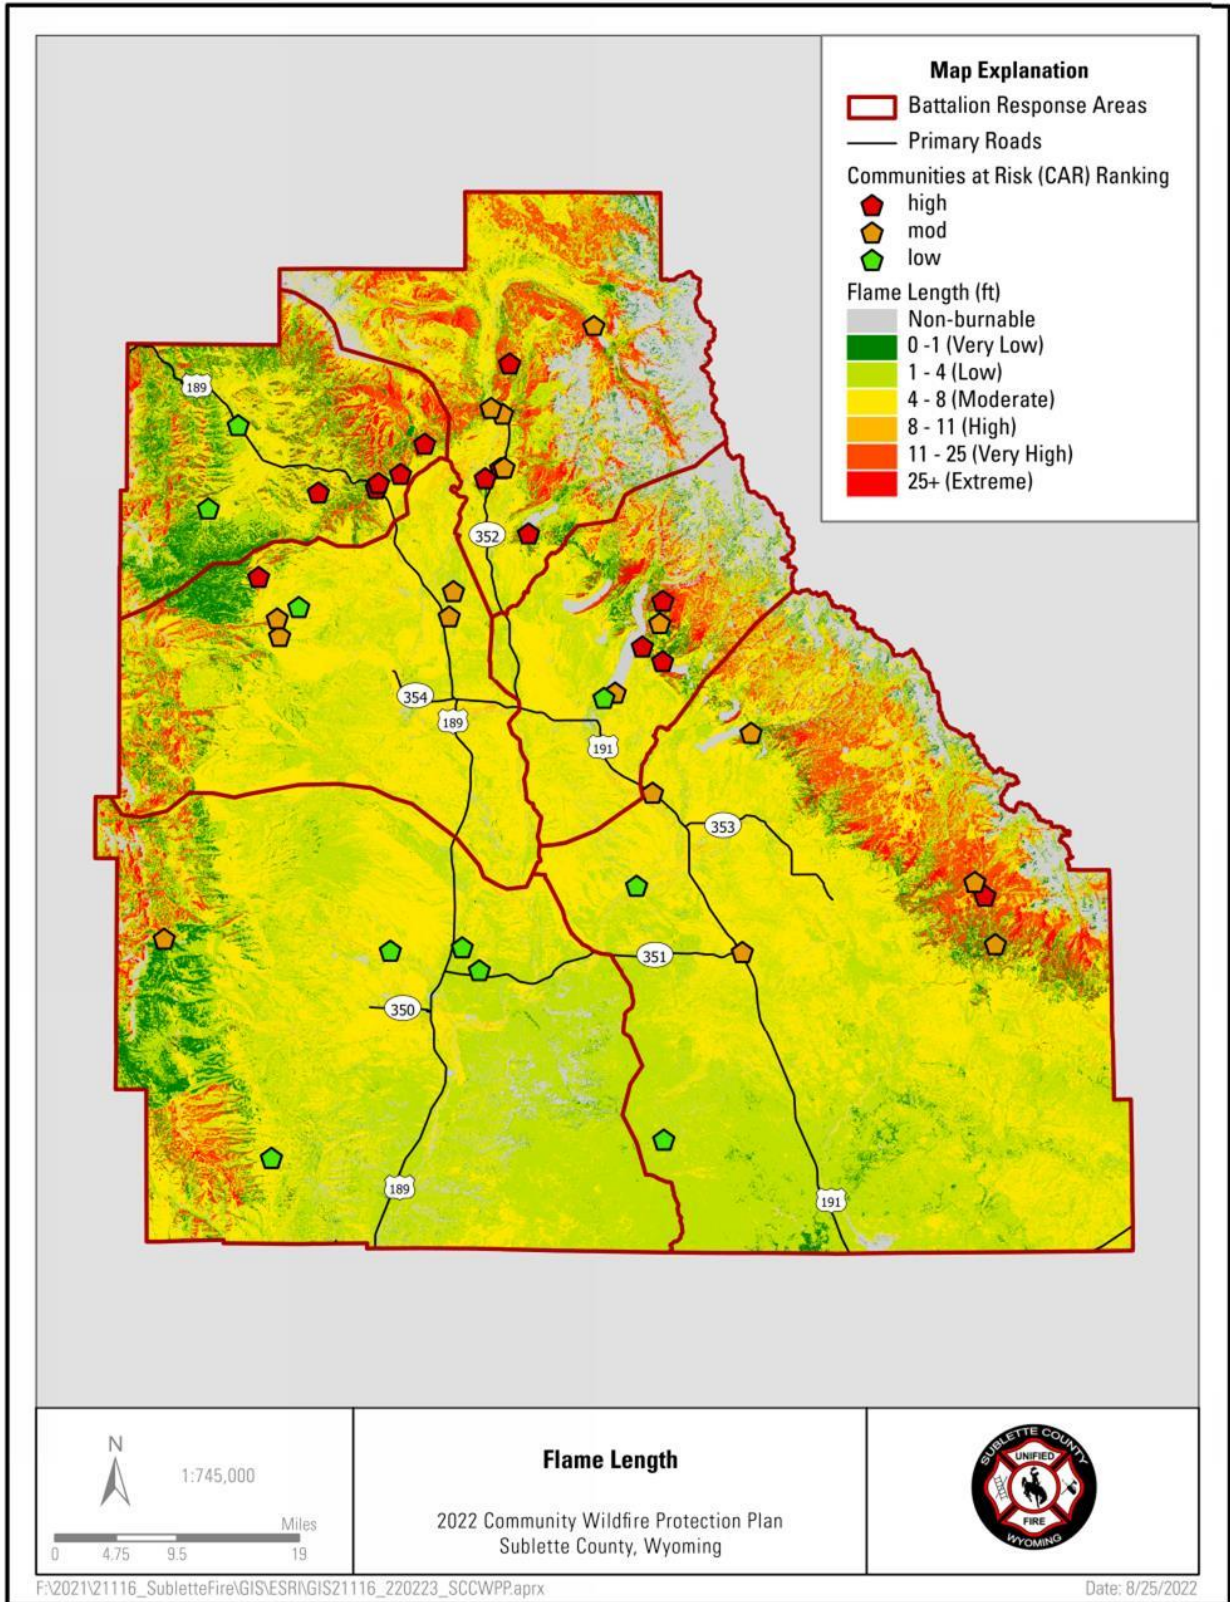 Map Explanation
Battalion Response Areas
Primary Roads
Communities at Risk (CAR) Ranking
high
mod
low
Flame Length (ft)
Non-burnable
0 -1 (Very Low)
1 - 4 (Low)
4 - 8 (Moderate)
8 - 11 (High)
11 - 25 (Very High)
25+ (Extreme)
189
352
354
189
191
353
351
350
189
191
N
1:745,000
Miles
0 4.75 9.5 19
Flame Length
2022 Community Wildfire Protection Plan
Sublette County, Wyoming
SUBLETTE COUNTY
UNIFIED
FIRE
WYOMING
F:\2021\21116_SubletteFire\GIS\ESRI\GIS21116_220223_SCCWPP.aprx
Date: 8/25/2022